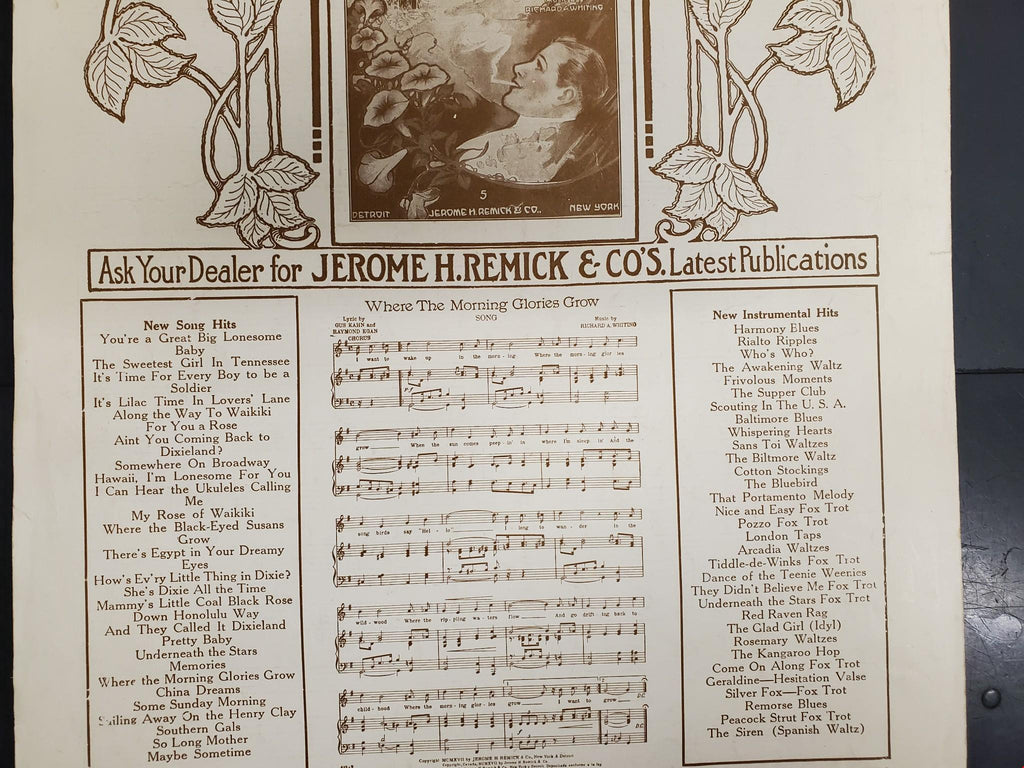 RICHARD A. WHITING
5
DETROIT JEROME H. REMICK & CO., NEW YORK
Ask Your Dealer for JEROME H. REMICK & CO'S. Latest Publications
New Song Hits
You're a Great Big Lonesome
Baby
The Sweetest Girl In Tennessee
It's Time For Every Boy to be a
Soldier
It's Lilac Time In Lovers' Lane
Along the Way To Waikiki
For You a Rose
Aint You Coming Back to
Dixieland?
Somewhere On Broadway
Hawaii, I'm Lonesome For You
I Can Hear the Ukuleles Calling
Me
My Rose of Waikiki
Where the Black-Eyed Susans
Grow
There's Egypt in Your Dreamy
Eyes
How's Ev'ry Little Thing in Dixie?
She's Dixie All the Time
Mammy's Little Coal Black Rose
Down Honolulu Way
And They Called It Dixieland
Pretty Baby
Underneath the Stars
Memories
Where the Morning Glories Grow
China Dreams
Some Sunday Morning
Sailing Away On the Henry Clay
Southern Gals
So Long Mother
Maybe Sometime
Where The Morning Glories Grow
SONG
Lyric by
GUS KAHN and
RAYMOND EGAN
Music by
RICHARD A. WHITING
CHORUS
I want to wake up in the morn-ing Where the morn-ing glor-ies
grow When the sun comes peep-in' in where I'm sleep-in' And the
song birds say "Hel-lo" I long to wan-der in the
wild-wood Where the rip-pling wa-ters flow And go drift-ing back to
child-hood Where the morn-ing glor-ies grow I want to grow
D.C.
Copyright MCMXVII by JEROME H. REMICK & Co., New York & Detroit
Copyright, Canada, MCMXVII by Jerome H. Remick & Co.
New Instrumental Hits
Harmony Blues
Rialto Ripples
Who's Who?
The Awakening Waltz
Frivolous Moments
The Supper Club
Scouting In The U. S. A.
Baltimore Blues
Whispering Hearts
Sans Toi Waltzes
The Biltmore Waltz
Cotton Stockings
The Bluebird
That Portamento Melody
Nice and Easy Fox Trot
Pozzo Fox Trot
London Taps
Arcadia Waltzes
Tiddle-de-Winks Fox Trot
Dance of the Teenie Weenies
They Didn't Believe Me Fox Trot
Underneath the Stars Fox Trot
Red Raven Rag
The Glad Girl (Idyl)
Rosemary Waltzes
The Kangaroo Hop
Come On Along Fox Trot
Geraldine—Hesitation Valse
Silver Fox—Fox Trot
Remorse Blues
Peacock Strut Fox Trot
The Siren (Spanish Waltz)